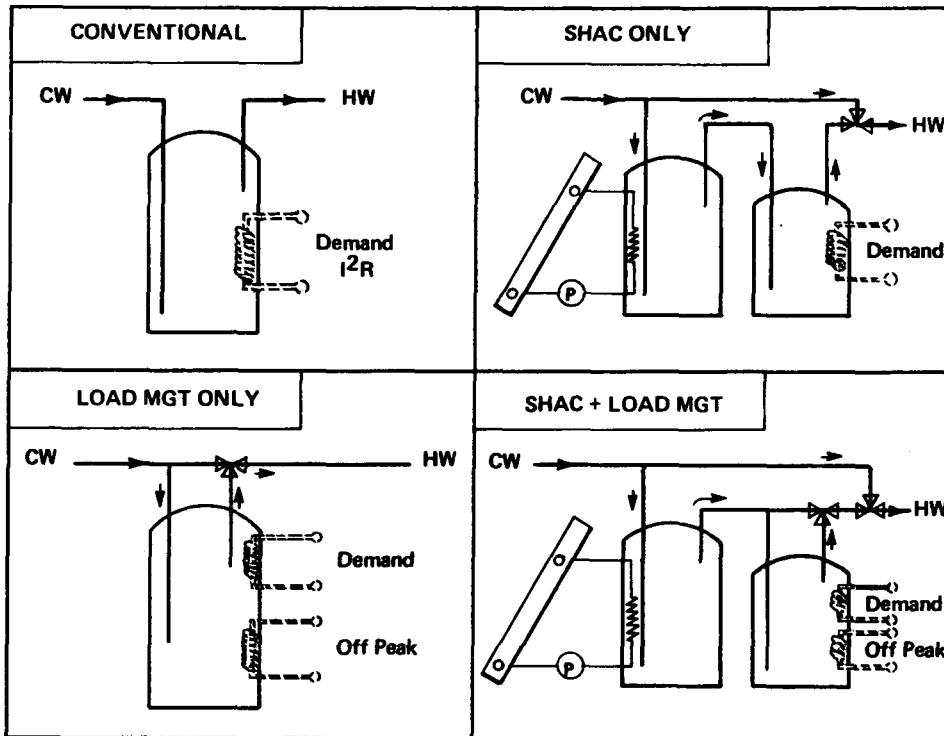 CONVENTIONAL
CW
HW
Demand
I²R
SHAC ONLY
CW
HW
P
Demand
LOAD MGT ONLY
CW
HW
Demand
Off Peak
SHAC + LOAD MGT
CW
HW
P
Demand
Off Peak